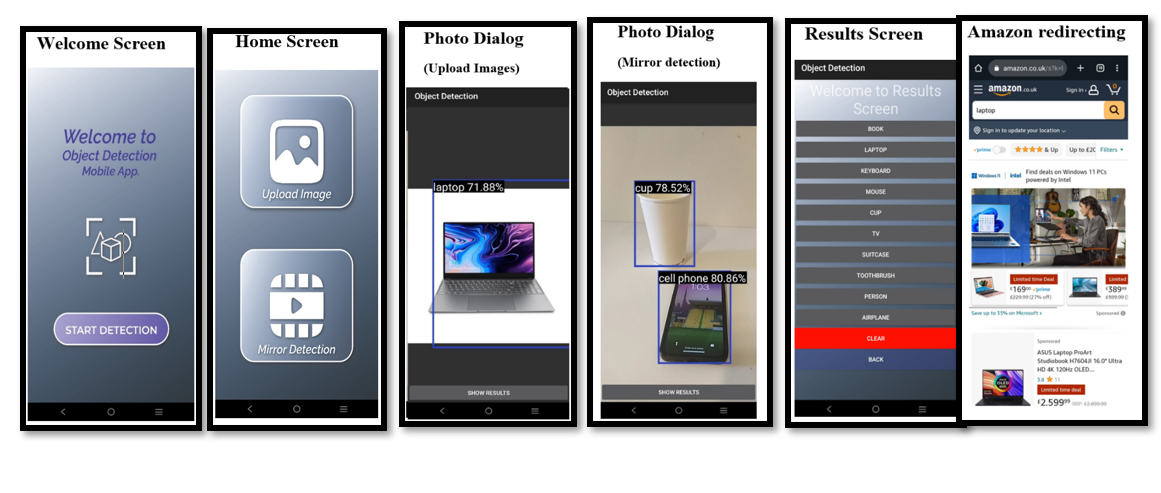 Welcome Screen
Welcome to
Object Detection
Mobile App.
START DETECTION
Home Screen
Upload Image
Mirror Detection
Photo Dialog
(Upload Images)
Object Detection
laptop 71.88%
SHOW RESULTS
Photo Dialog
(Mirror detection)
Object Detection
cup 78.52%
cell phone 80.86%
1:03
SHOW RESULTS
Results Screen
Object Detection
Welcome to Results
Screen
BOOK
LAPTOP
KEYBOARD
MOUSE
CUP
TV
SUITCASE
TOOTHBRUSH
PERSON
AIRPLANE
CLEAR
BACK
Amazon redirecting
amazon.co.uk/s?k=l
amazon.co.uk
Sign in ›
0
laptop
Sign in to update your location
prime
& Up
Up to £20
Filters
Windows 11
intel
Find deals on Windows 11 PCs
powered by Intel
Limited time Deal
£169⁰⁰ prime
£229.99 (27% off)
Limited
£389
Save up to 35% on Microsoft ›
Sponsored
Sponsored
ASUS Laptop ProArt
Studiobook H7604JI 16.0" Ultra
HD 4K 120Hz OLED...
3.8 11
Limited time deal
£2,599⁹⁹ RRP: £2,899.99